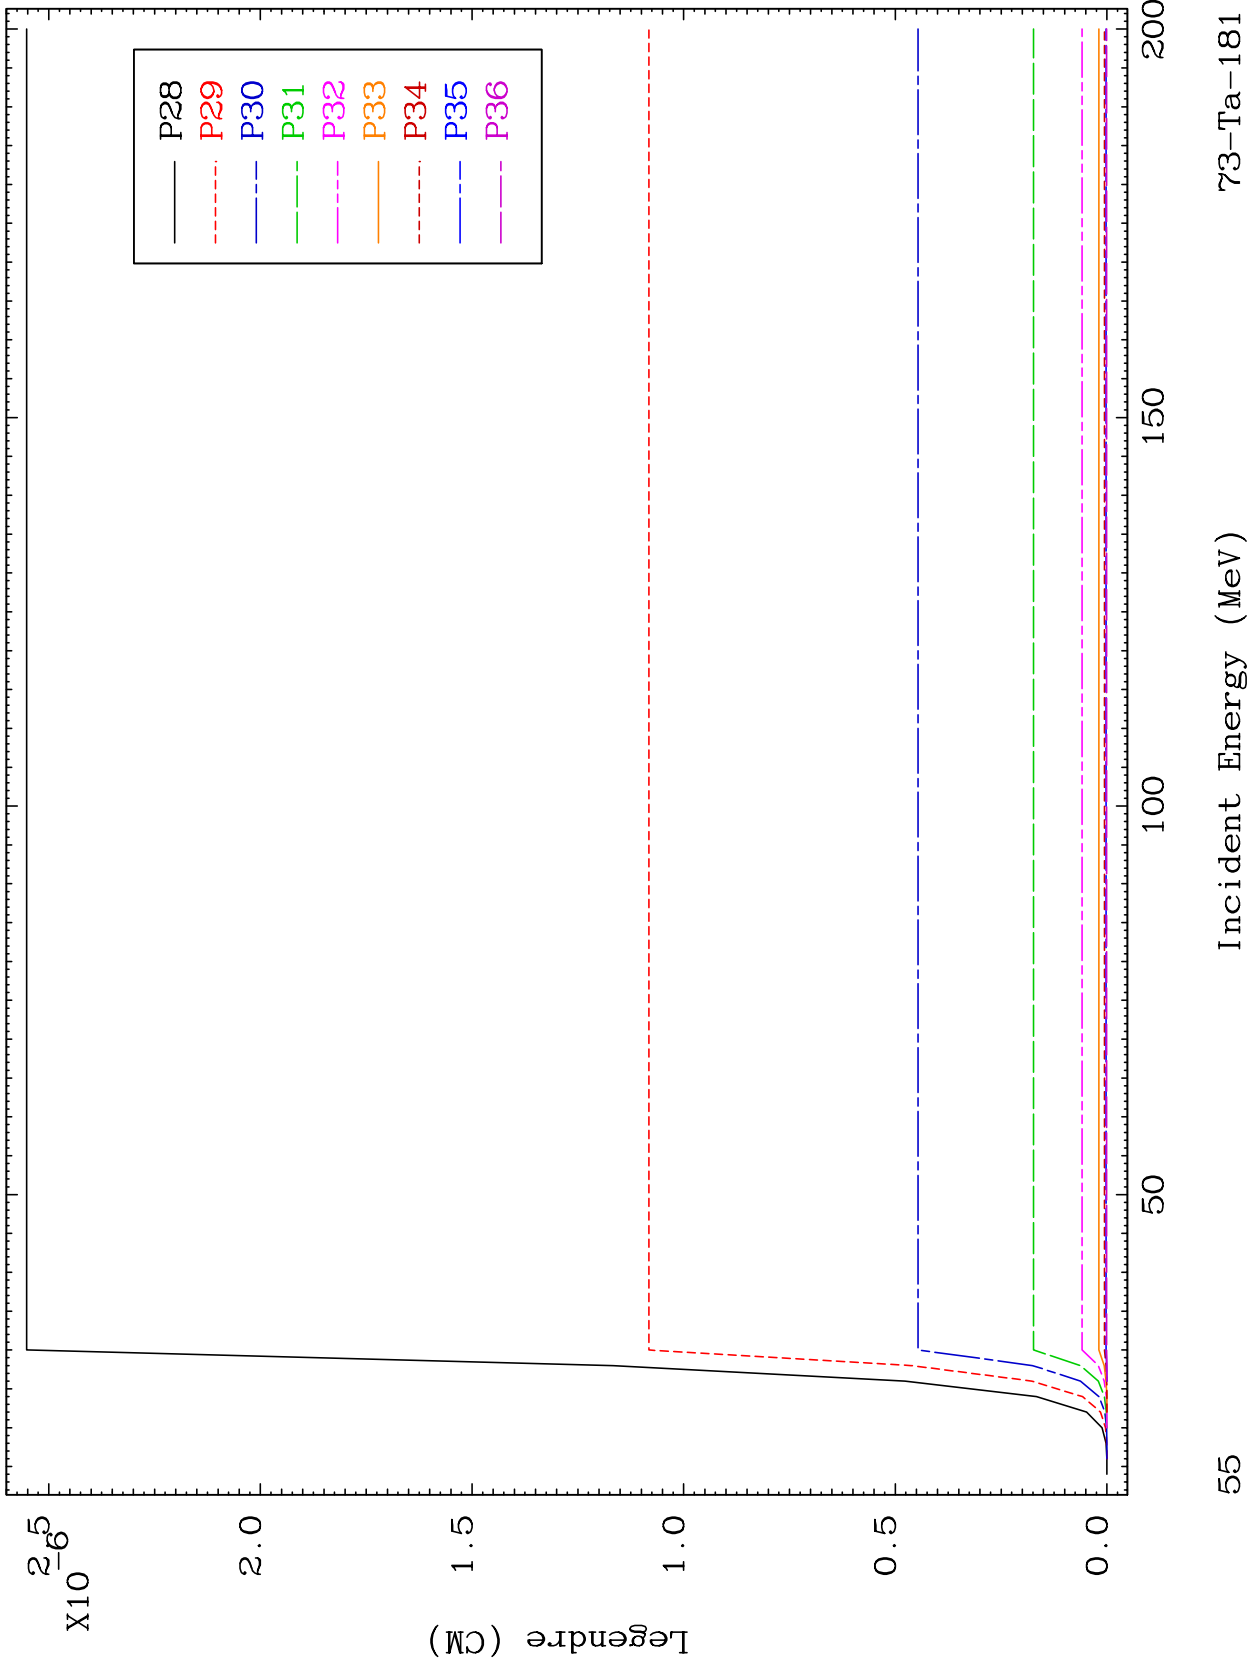 X10
-6
2.5
2.0
1.5
1.0
0.5
0.0
Legendre (CM)
P28
P29
P30
P31
P32
P33
P34
P35
P36
50
100
150
200
55
Incident Energy (MeV)
73-Ta-181